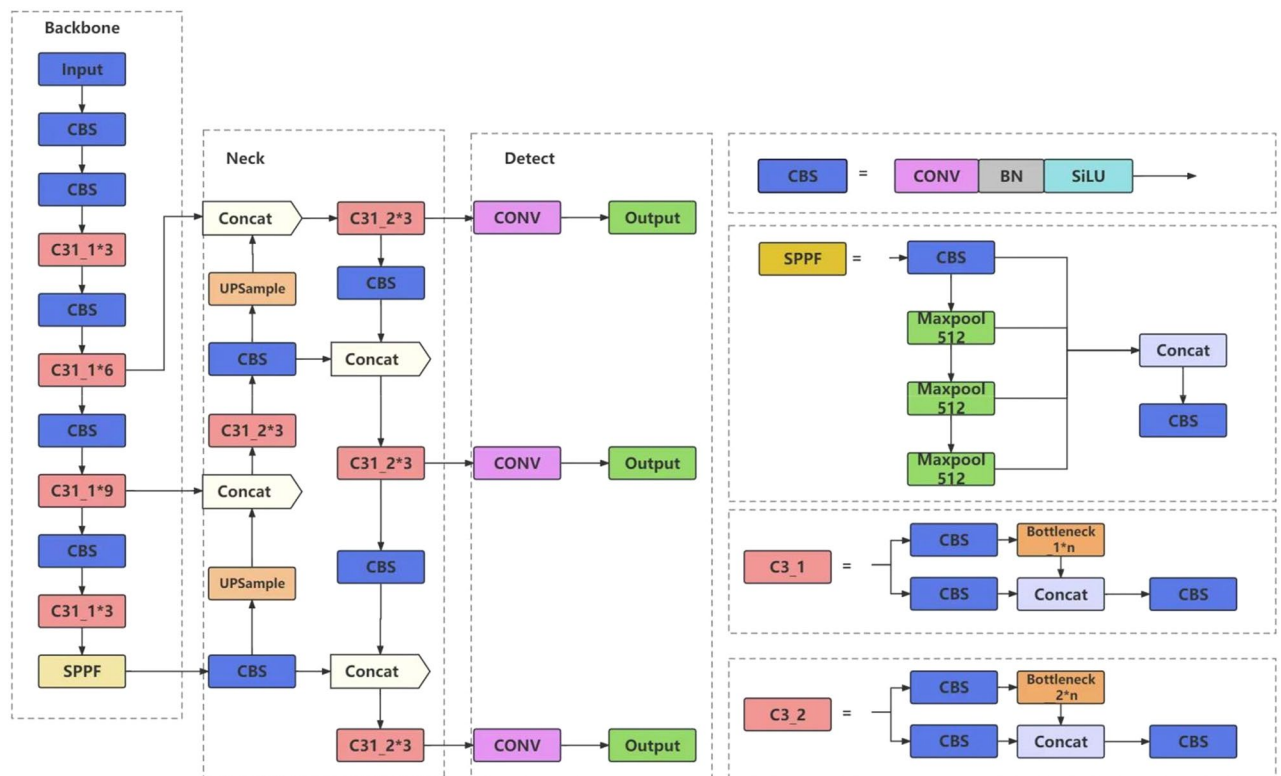 Backbone
Input
CBS
CBS
C31_1*3
CBS
C31_1*6
CBS
C31_1*9
CBS
C31_1*3
SPPF
Neck
Concat
UPSample
CBS
C31_2*3
Concat
UPSample
CBS
C31_2*3
CBS
Concat
C31_2*3
CBS
Concat
C31_2*3
Detect
CONV
Output
CONV
Output
CONV
Output
CBS
=
CONV
BN
SiLU
SPPF
=
CBS
Maxpool
512
Maxpool
512
Maxpool
512
Concat
CBS
C3_1
=
CBS
Bottleneck
_1*n
CBS
Concat
CBS
C3_2
=
CBS
Bottleneck
_2*n
CBS
Concat
CBS